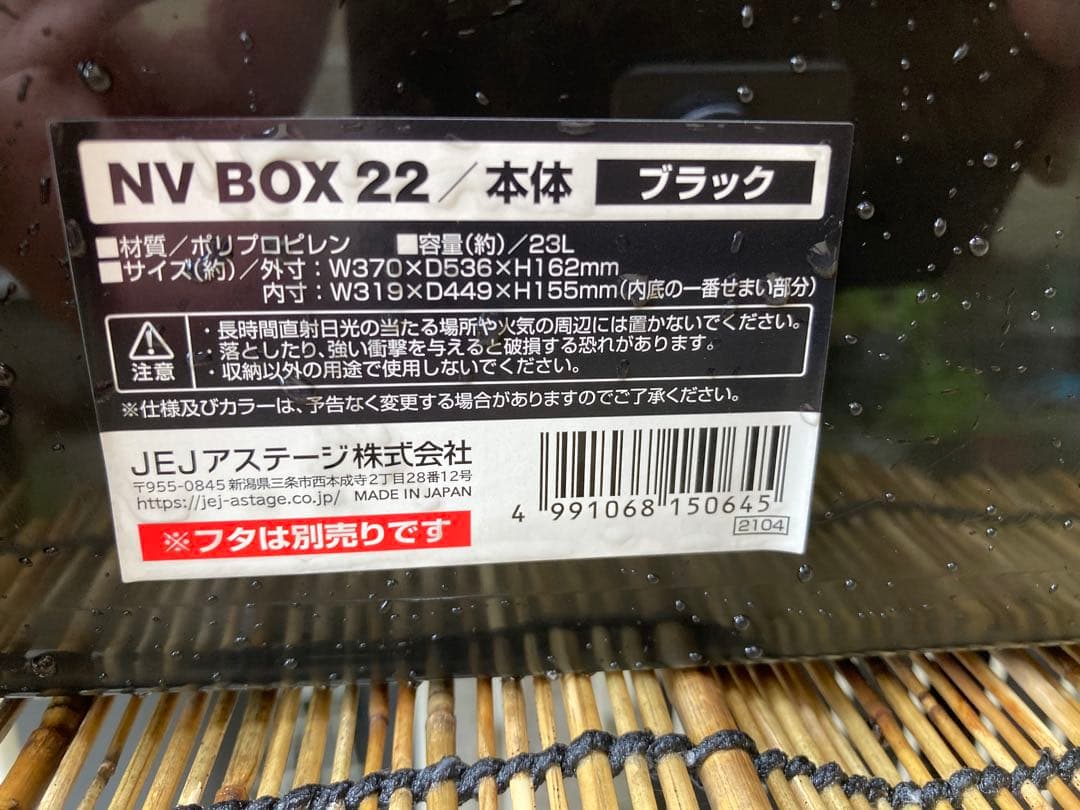 NV BOX 22／本体 ブラック
■材質／ポリプロピレン ■容量(約)／23L
■サイズ(約)／外寸：W370×D536×H162mm
内寸：W319×D449×H155mm(内底の一番せまい部分)
注意
・長時間直射日光の当たる場所や火気の周辺には置かないでください。
・落としたり、強い衝撃を与えると破損する恐れがあります。
・収納以外の用途で使用しないでください。
※仕様及びカラーは、予告なく変更する場合がありますのでご了承ください。
JEJアステージ株式会社
〒955-0845 新潟県三条市西本成寺2丁目28番12号
https://jej-astage.co.jp/ MADE IN JAPAN
※フタは別売りです
4 991068 150645
2104